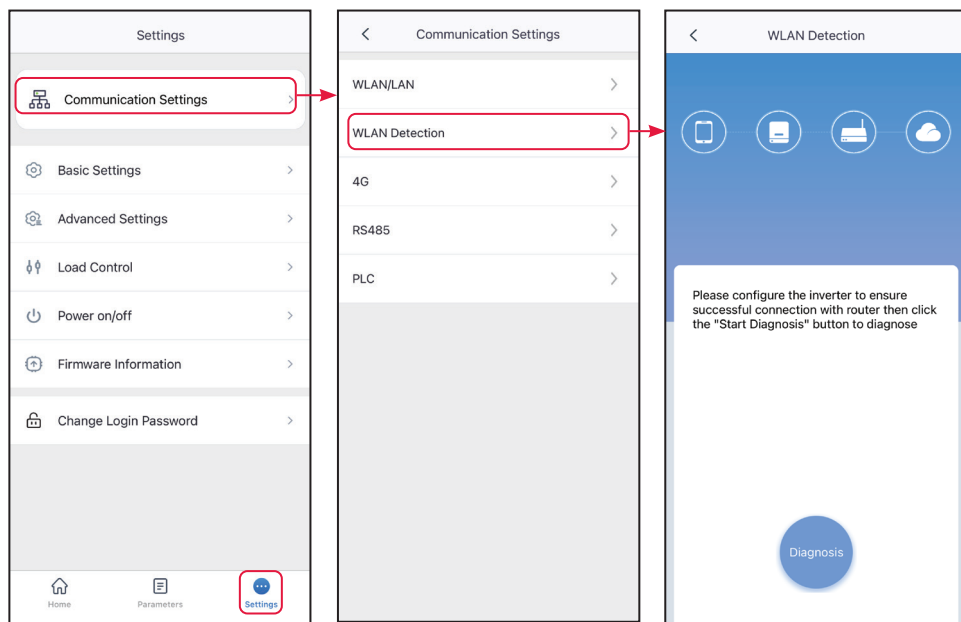 Settings
Communication Settings
Basic Settings
Advanced Settings
Load Control
Power on/off
Firmware Information
Change Login Password
Home
Parameters
Settings
Communication Settings
WLAN/LAN
WLAN Detection
4G
RS485
PLC
WLAN Detection
Please configure the inverter to ensure
successful connection with router then click
the "Start Diagnosis" button to diagnose
Diagnosis